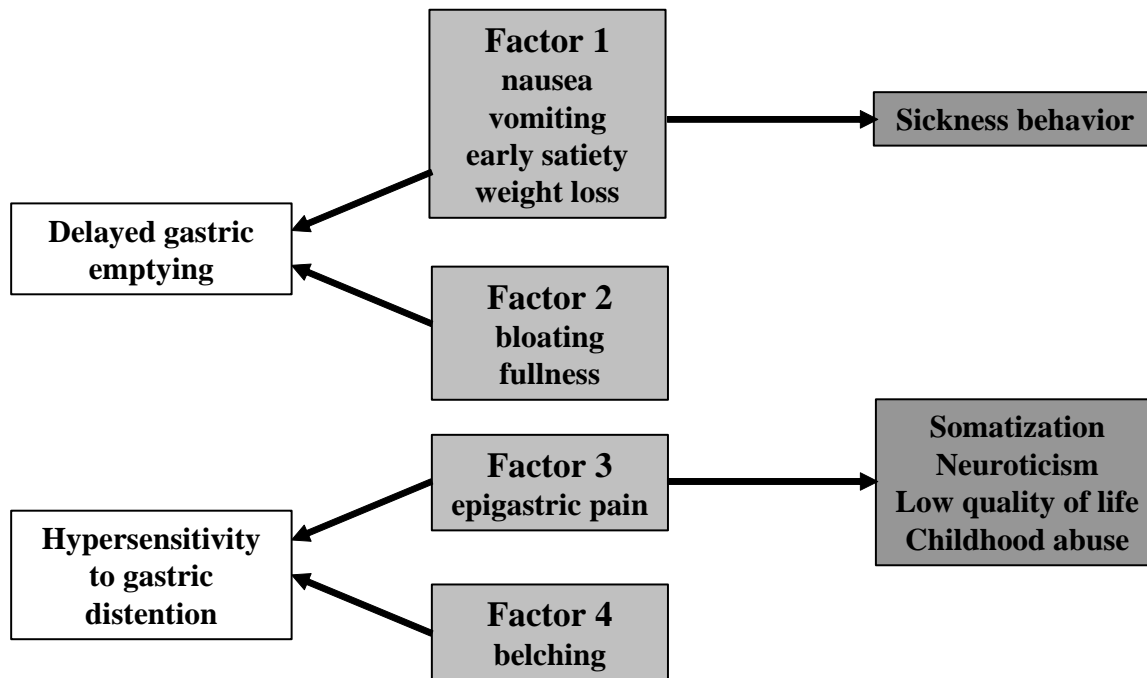 Factor 1
nausea
vomiting
early satiety
weight loss
Sickness behavior
Delayed gastric
emptying
Factor 2
bloating
fullness
Factor 3
epigastric pain
Somatization
Neuroticism
Low quality of life
Childhood abuse
Hypersensitivity
to gastric
distention
Factor 4
belching